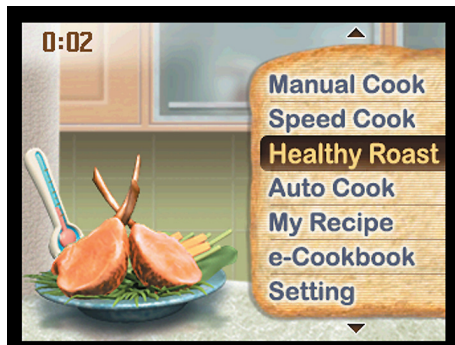 0:02
Manual Cook
Speed Cook
Healthy Roast
Auto Cook
My Recipe
e-Cookbook
Setting